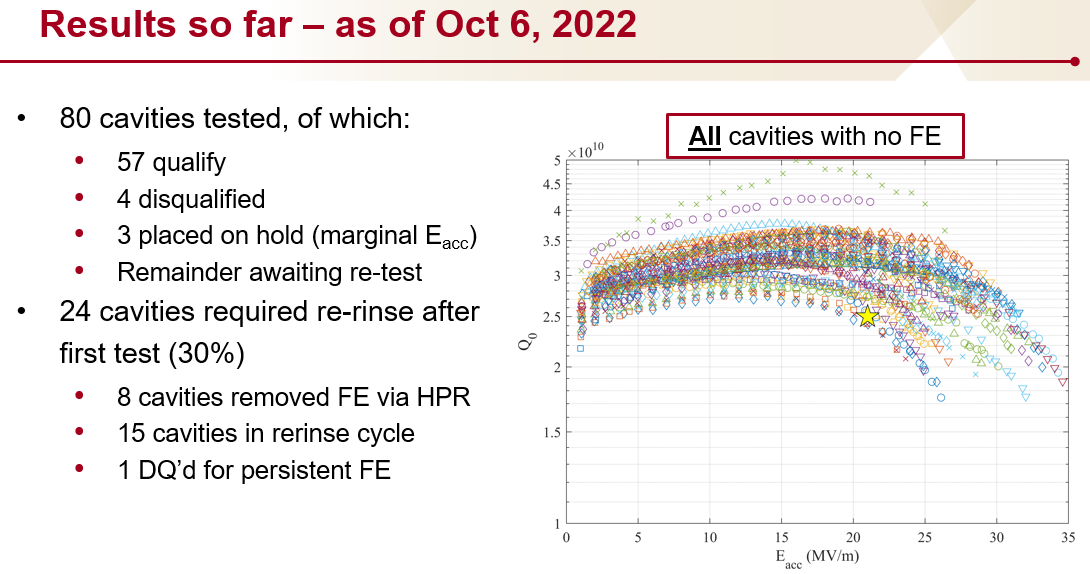 Results so far – as of Oct 6, 2022
• 80 cavities tested, of which:
• 57 qualify
• 4 disqualified
• 3 placed on hold (marginal Eacc)
• Remainder awaiting re-test
• 24 cavities required re-rinse after
first test (30%)
• 8 cavities removed FE via HPR
• 15 cavities in rerinse cycle
• 1 DQ’d for persistent FE
All cavities with no FE
×10¹⁰
5
4.5
4
3.5
3
2.5
2
1.5
1
Q₀
0 5 10 15 20 25 30 35
Eacc (MV/m)